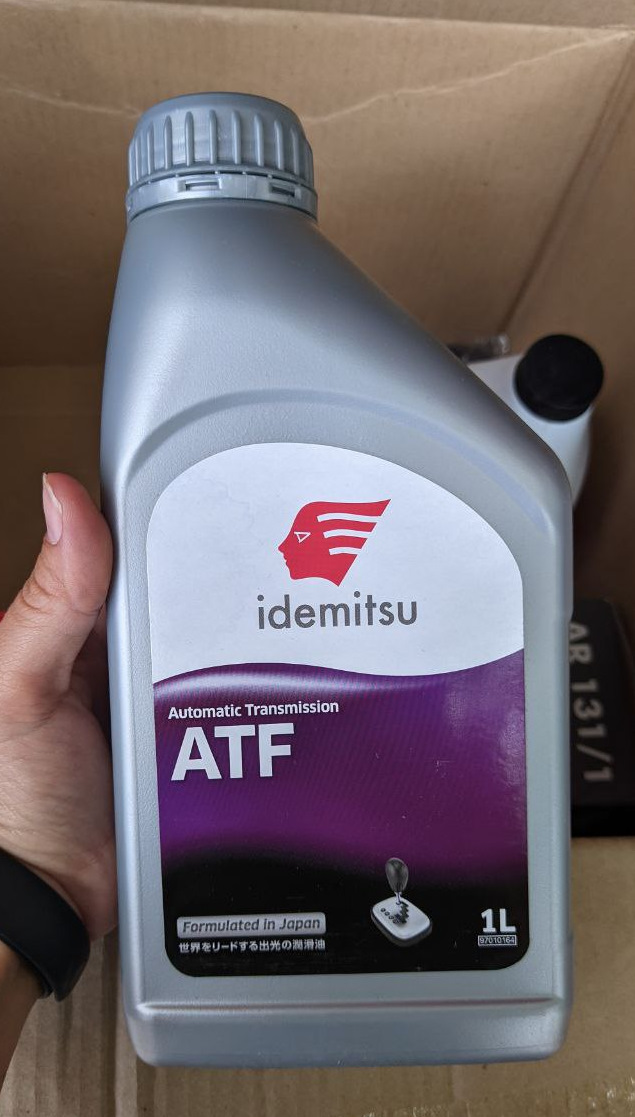 idemitsu
Automatic Transmission
ATF
Formulated in Japan
世界をリードする出光の潤滑油
1L
97010164
AR 131/1